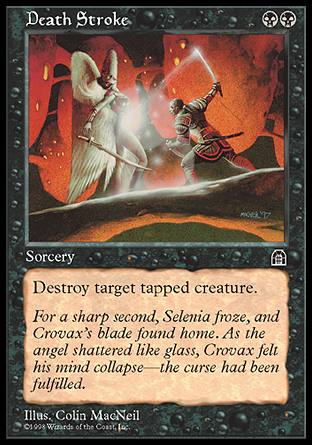 Death Stroke
MACNEIL '97
Sorcery
Destroy target tapped creature.
For a sharp second, Selenia froze, and
Crovax's blade found home. As the
angel shattered like glass, Crovax felt
his mind collapse—the curse had been
fulfilled.
Illus. Colin MacNeil
©1998 Wizards of the Coast, Inc.